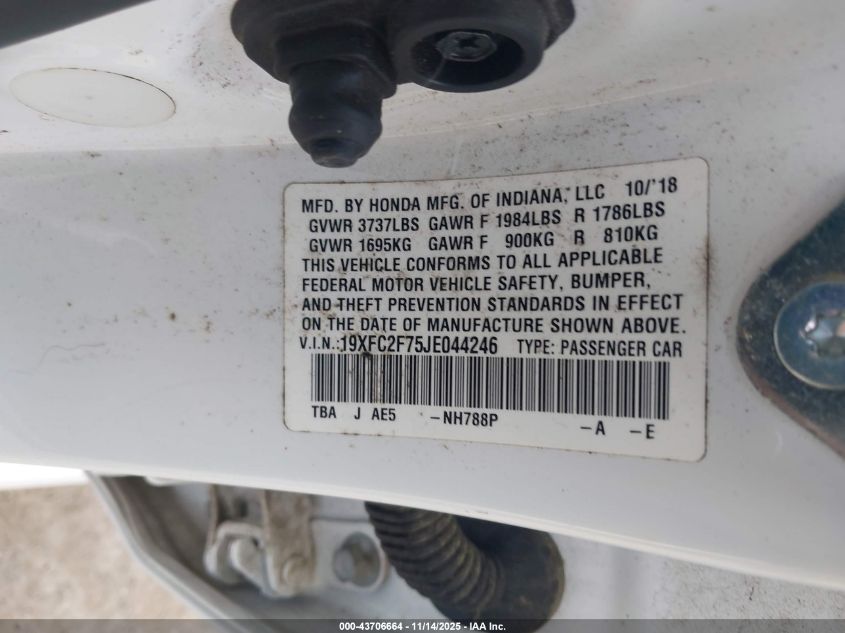 MFD. BY HONDA MFG. OF INDIANA, LLC 10/'18
GVWR 3737LBS GAWR F 1984LBS R 1786LBS
GVWR 1695KG GAWR F 900KG R 810KG
THIS VEHICLE CONFORMS TO ALL APPLICABLE
FEDERAL MOTOR VEHICLE SAFETY, BUMPER,
AND THEFT PREVENTION STANDARDS IN EFFECT
ON THE DATE OF MANUFACTURE SHOWN ABOVE.
V.I.N.:19XFC2F75JE044246 TYPE: PASSENGER CAR
TBA J AE5 -NH788P -A -E
000-43706664 - 11/14/2025 - IAA Inc.